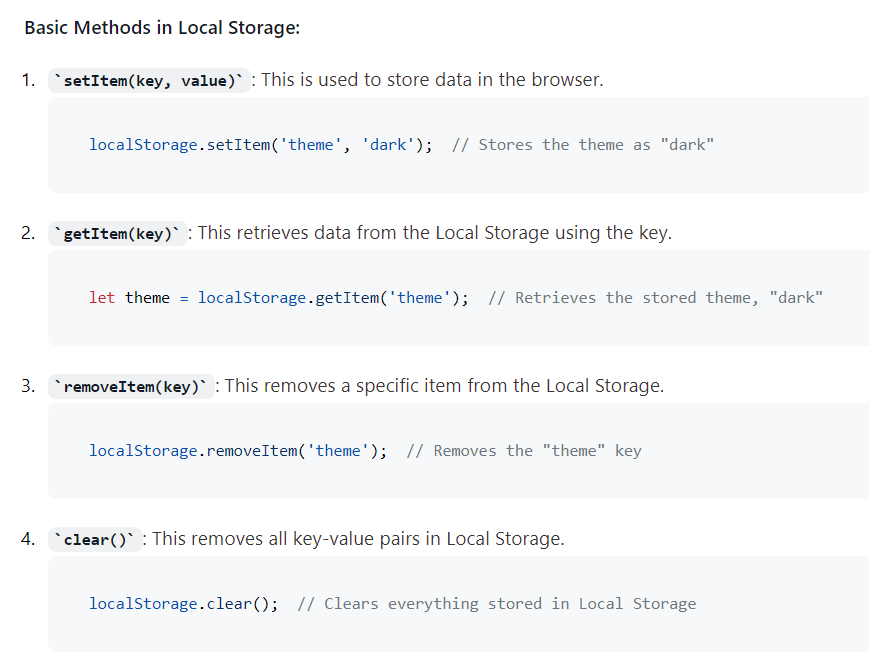 Basic Methods in Local Storage:
1. `setItem(key, value)`: This is used to store data in the browser.
localStorage.setItem('theme', 'dark');  // Stores the theme as "dark"
2. `getItem(key)`: This retrieves data from the Local Storage using the key.
let theme = localStorage.getItem('theme');  // Retrieves the stored theme, "dark"
3. `removeItem(key)`: This removes a specific item from the Local Storage.
localStorage.removeItem('theme');  // Removes the "theme" key
4. `clear()`: This removes all key-value pairs in Local Storage.
localStorage.clear();  // Clears everything stored in Local Storage